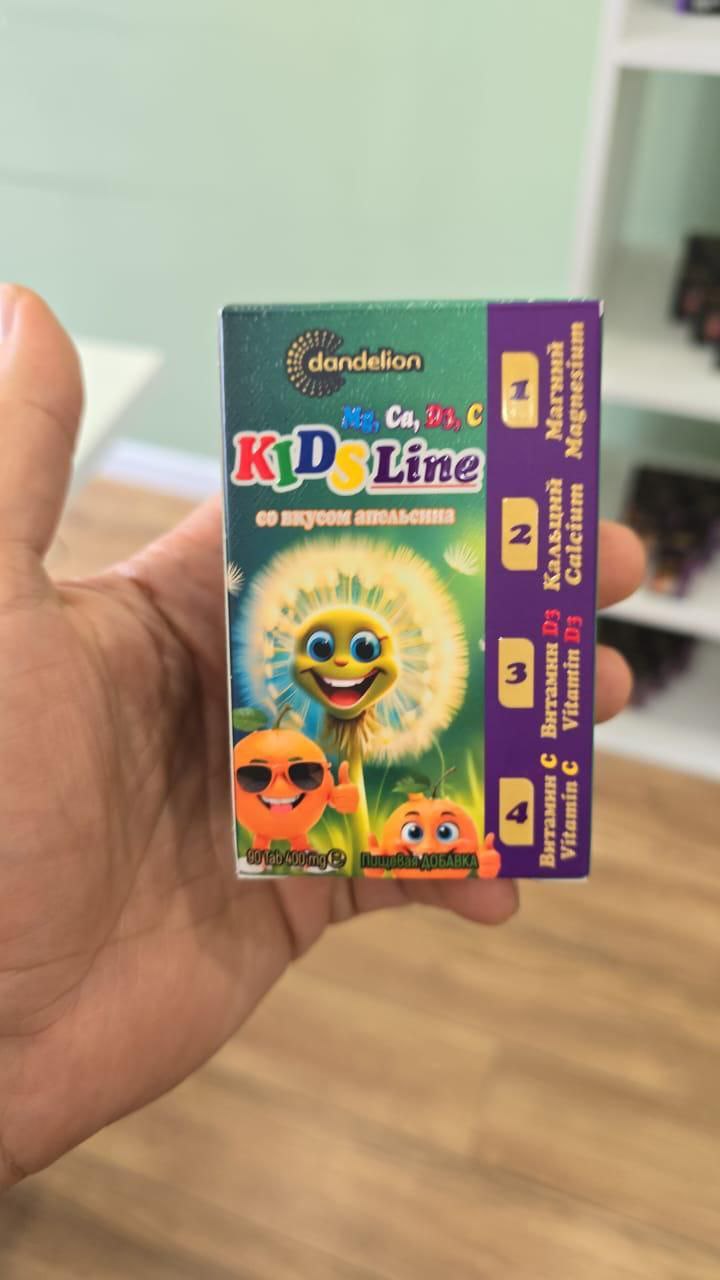 dandelion
Mg, Ca, D3, C
KIDS Line
со вкусом апельсина
90 Tab 400 mg e
Пищевая ДОБАВКА
1
Магний
Magnesium
2
Кальций
Calcium
3
Витамин D3
Vitamin D3
4
Витамин C
Vitamin C